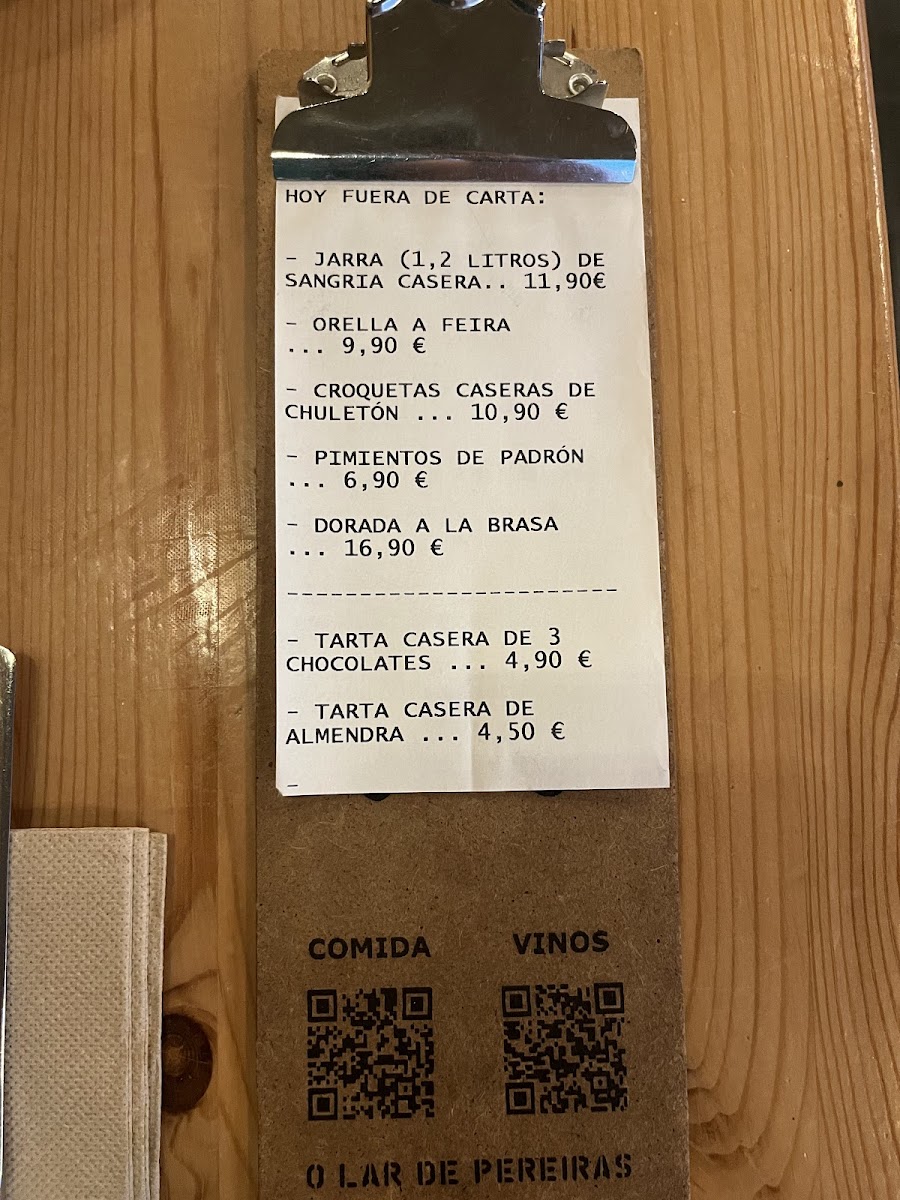 HOY FUERA DE CARTA:
- JARRA (1,2 LITROS) DE
SANGRIA CASERA.. 11,90€
- ORELLA A FEIRA
... 9,90 €
- CROQUETAS CASERAS DE
CHULETÓN ... 10,90 €
- PIMIENTOS DE PADRÓN
... 6,90 €
- DORADA A LA BRASA
... 16,90 €
-----------------------
- TARTA CASERA DE 3
CHOCOLATES ... 4,90 €
- TARTA CASERA DE
ALMENDRA ... 4,50 €
-
COMIDA VINOS
O LAR DE PEREIRAS